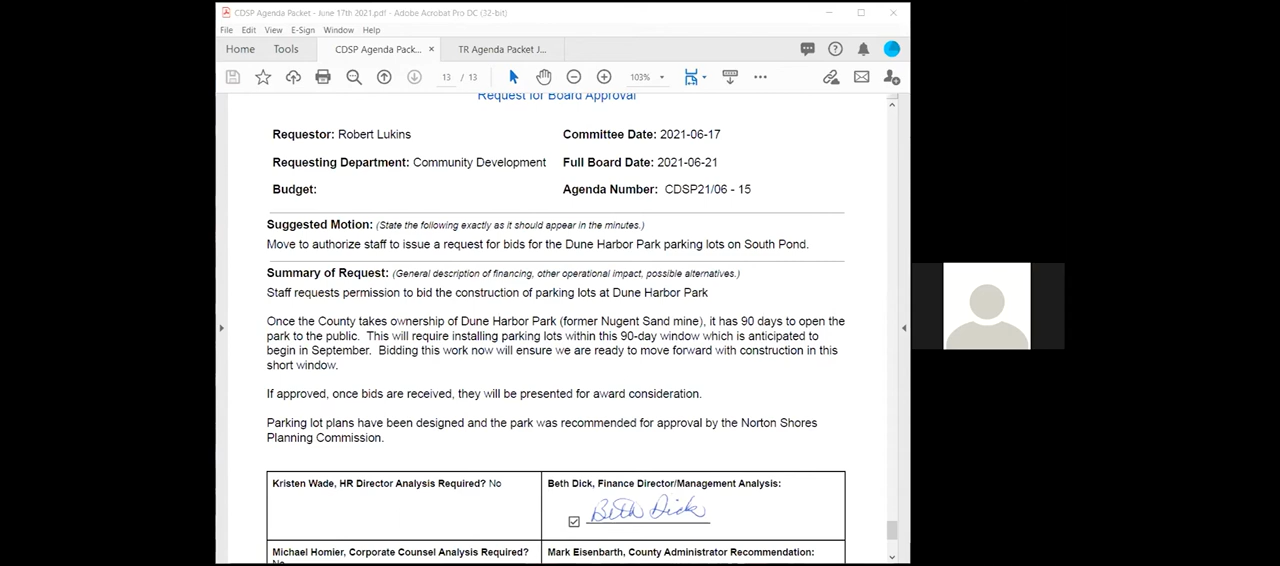 CDSP Agenda Packet - June 17th 2021.pdf - Adobe Acrobat Pro DC (32-bit)
File Edit View E-Sign Window Help
Home Tools CDSP Agenda Pack... × TR Agenda Packet J...
13 / 13 103%
Request for Board Approval
Requestor: Robert Lukins Committee Date: 2021-06-17
Requesting Department: Community Development Full Board Date: 2021-06-21
Budget: Agenda Number: CDSP21/06 - 15
Suggested Motion: (State the following exactly as it should appear in the minutes.)
Move to authorize staff to issue a request for bids for the Dune Harbor Park parking lots on South Pond.
Summary of Request: (General description of financing, other operational impact, possible alternatives.)
Staff requests permission to bid the construction of parking lots at Dune Harbor Park
Once the County takes ownership of Dune Harbor Park (former Nugent Sand mine), it has 90 days to open the
park to the public. This will require installing parking lots within this 90-day window which is anticipated to
begin in September. Bidding this work now will ensure we are ready to move forward with construction in this
short window.
If approved, once bids are received, they will be presented for award consideration.
Parking lot plans have been designed and the park was recommended for approval by the Norton Shores
Planning Commission.
Kristen Wade, HR Director Analysis Required? No Beth Dick, Finance Director/Management Analysis:
Beth Dick
Michael Homier, Corporate Counsel Analysis Required? Mark Eisenbarth, County Administrator Recommendation:
No